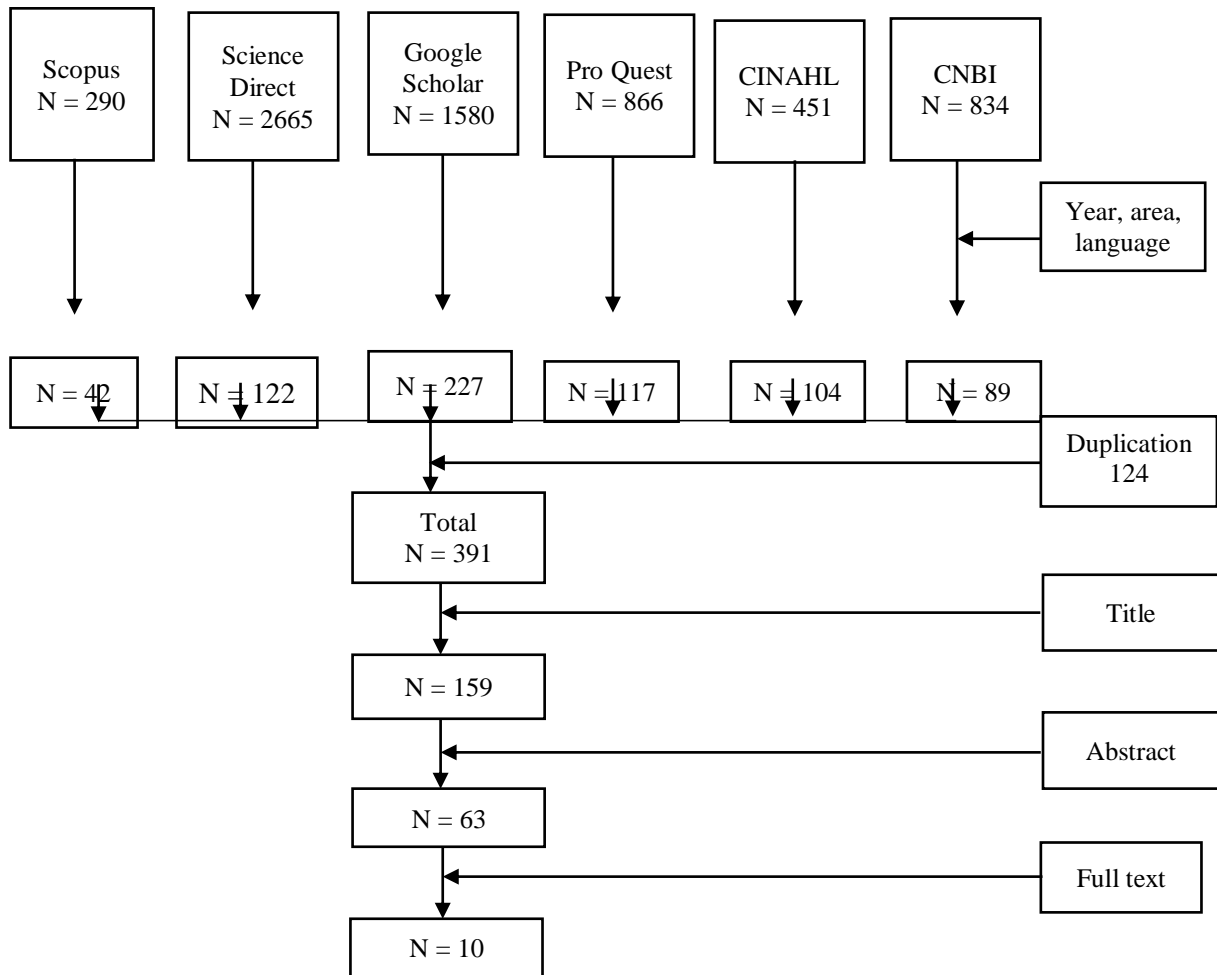 Scopus
N = 290
Science
Direct
N = 2665
Google
Scholar
N = 1580
Pro Quest
N = 866
CINAHL
N = 451
CNBI
N = 834
Year, area,
language
N = 42
N = 122
N = 227
N = 117
N = 104
N = 89
Duplication
124
Total
N = 391
Title
N = 159
Abstract
N = 63
Full text
N = 10